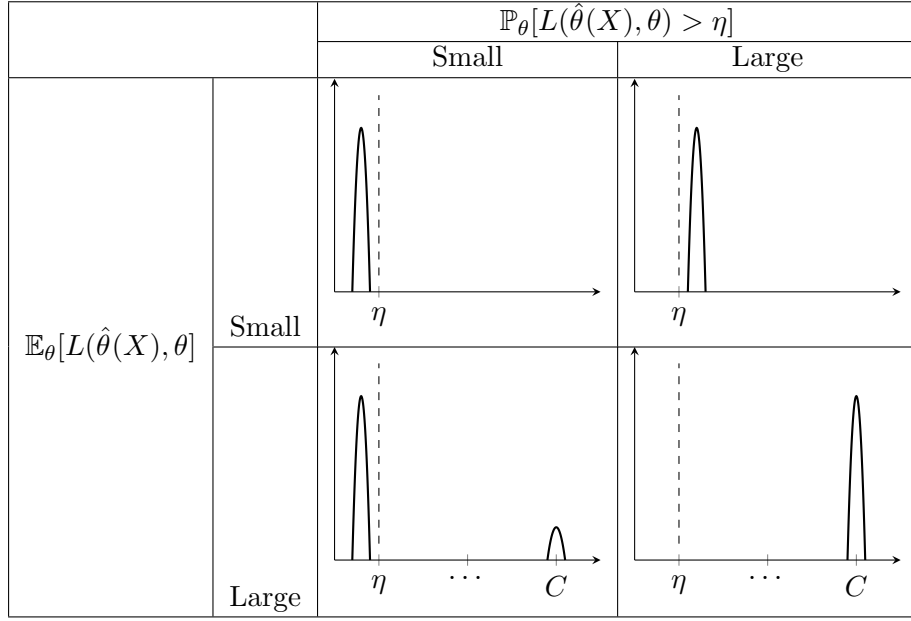 ℙ_θ[L(θ̂(X), θ) > η]
Small Large
η η
Small
𝔼_θ[L(θ̂(X), θ]
η ⋯ C η ⋯ C
Large